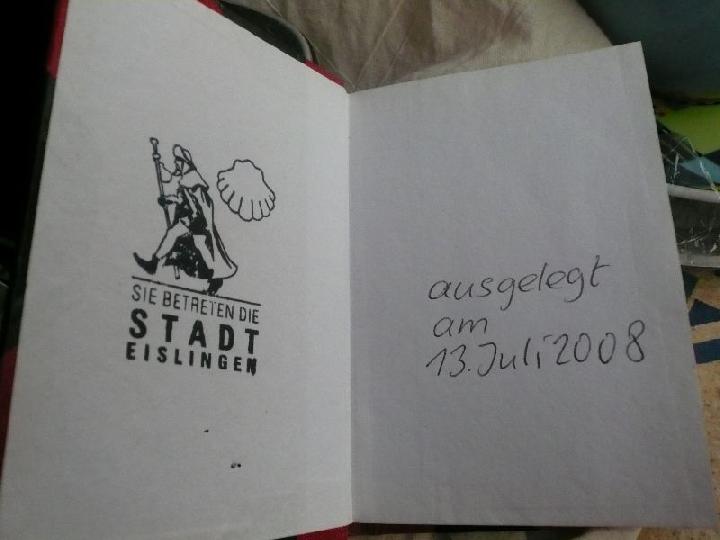 SIE BETRETEN DIE
STADT
EISLINGEN
ausgelegt
am
13. Juli 2008